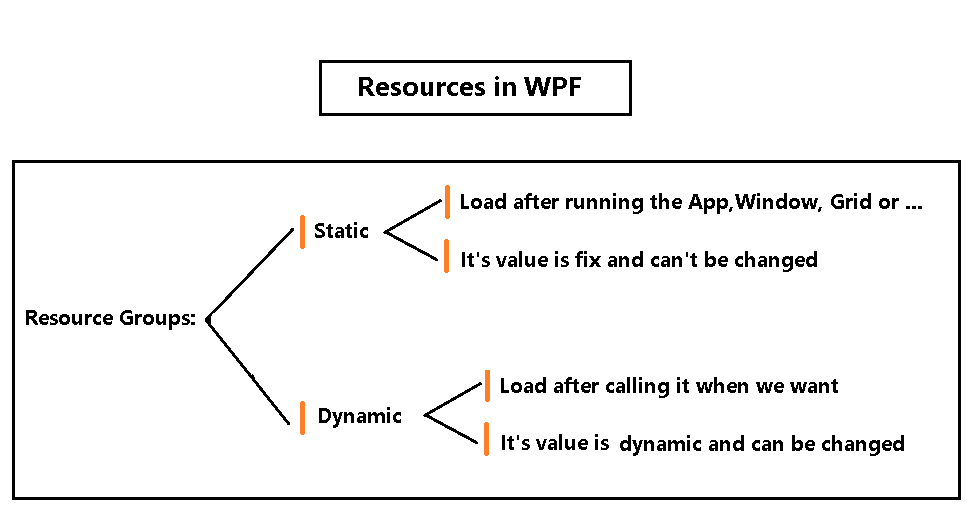 Resources in WPF
Load after running the App,Window, Grid or ...
Static
It's value is fix and can't be changed
Resource Groups:
Load after calling it when we want
Dynamic
It's value is dynamic and can be changed